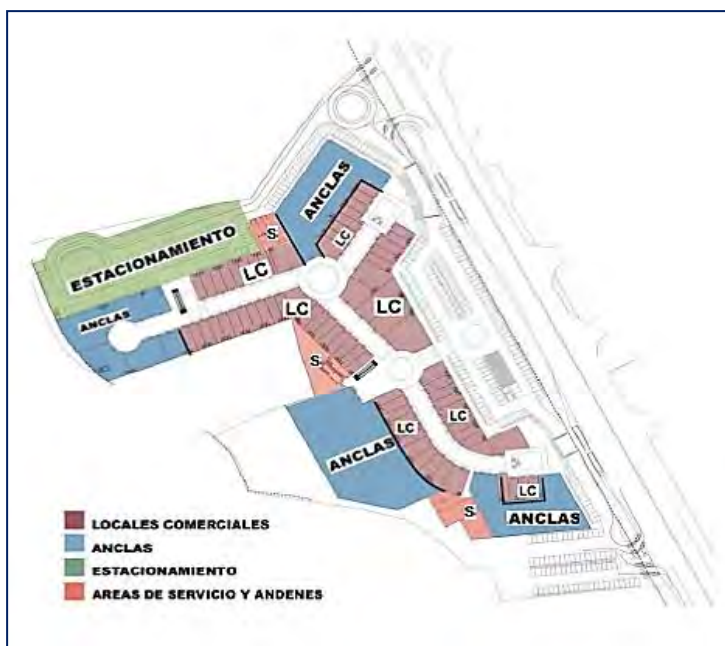 ANCLAS
S.
LC
ESTACIONAMIENTO
LC
ANCLAS
LC
LC
S.
LC
LC
ANCLAS
LC
S.
ANCLAS
LOCALES COMERCIALES
ANCLAS
ESTACIONAMIENTO
AREAS DE SERVICIO Y ANDENES